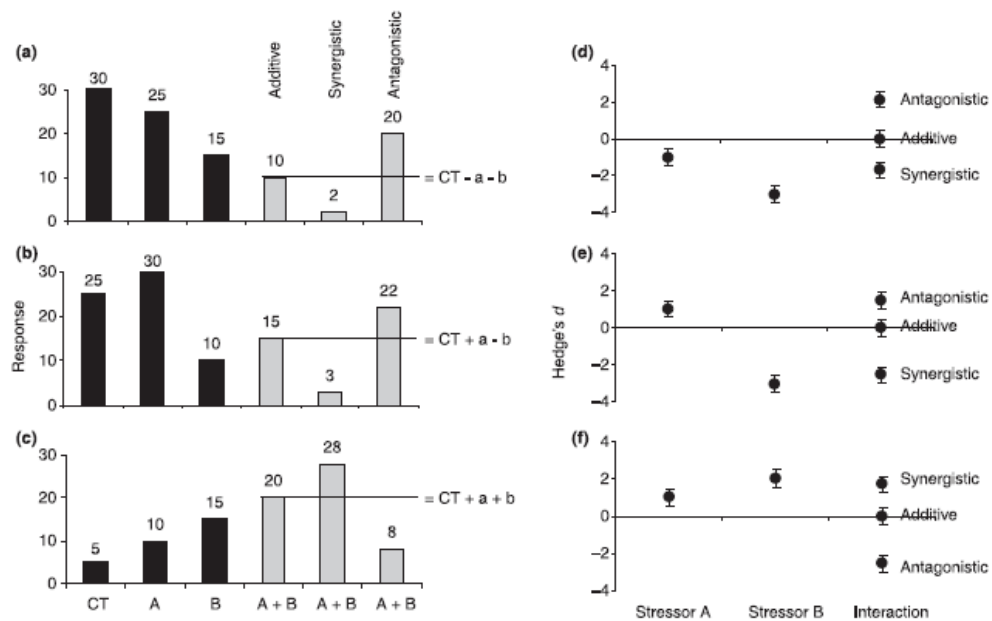 (a)
Additive
Synergistic
Antagonistic
30
25
15
10
2
20
30
20
10
0
= CT - a - b
(b)
25
30
10
15
3
22
30
20
10
0
= CT + a - b
Response
(c)
5
10
15
20
28
8
30
20
10
0
= CT + a + b
CT A B A + B A + B A + B
(d)
4
2
0
–2
–4
Antagonistic
Additive
Synergistic
(e)
4
2
0
–2
–4
Antagonistic
Additive
Synergistic
Hedge's d
(f)
4
2
0
–2
–4
Synergistic
Additive
Antagonistic
Stressor A Stressor B Interaction